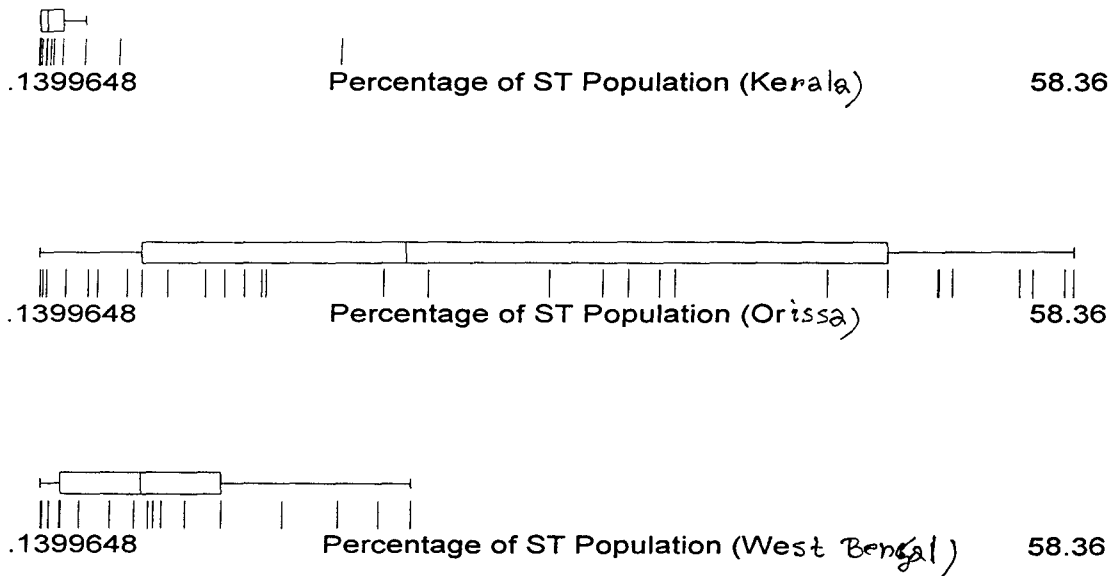 .1399648 Percentage of ST Population (Kerala) 58.36
.1399648 Percentage of ST Population (Orissa) 58.36
.1399648 Percentage of ST Population (West Bengal) 58.36